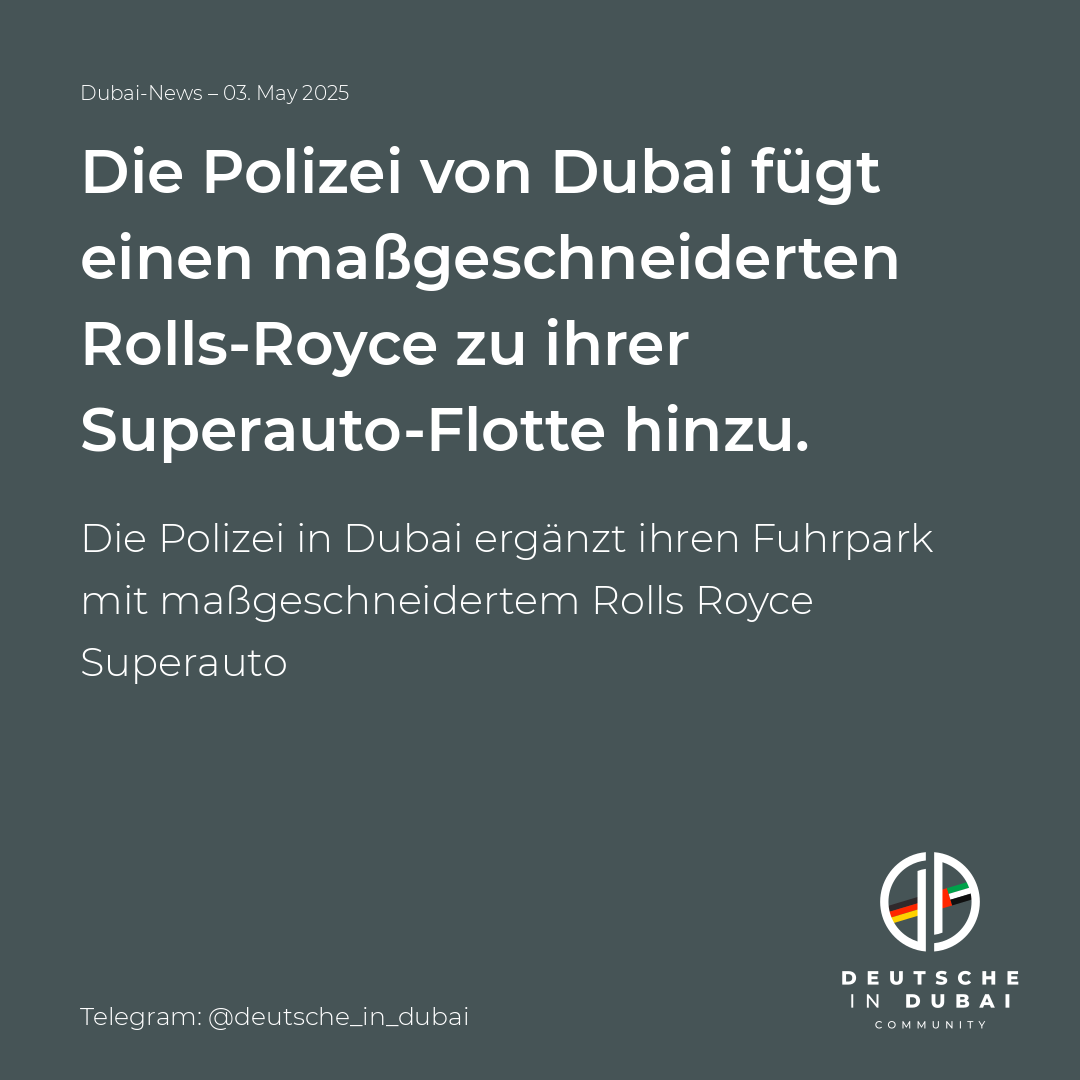 Dubai-News – 03. May 2025
Die Polizei von Dubai fügt
einen maßgeschneiderten
Rolls-Royce zu ihrer
Superauto-Flotte hinzu.
Die Polizei in Dubai ergänzt ihren Fuhrpark
mit maßgeschneidertem Rolls Royce
Superauto
DEUTSCHE
IN DUBAI
COMMUNITY
Telegram: @deutsche_in_dubai